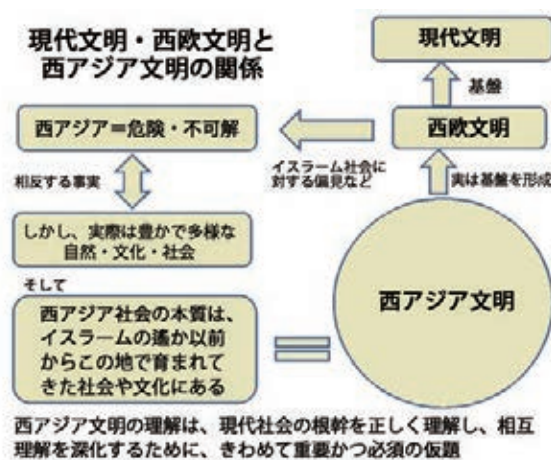 現代文明・西欧文明と
西アジア文明の関係
現代文明
基盤
西アジア＝危険・不可解
西欧文明
イスラーム社会に
対する偏見など
相反する事実
実は基盤を形成
しかし、実際は豊かで多様な
自然・文化・社会
そして
西アジア社会の本質は、
イスラームの遙か以前
からこの地で育まれて
きた社会や文化にある
西アジア文明
西アジア文明の理解は、現代社会の根幹を正しく理解し、相互
理解を深化するために、きわめて重要かつ必須の仮題